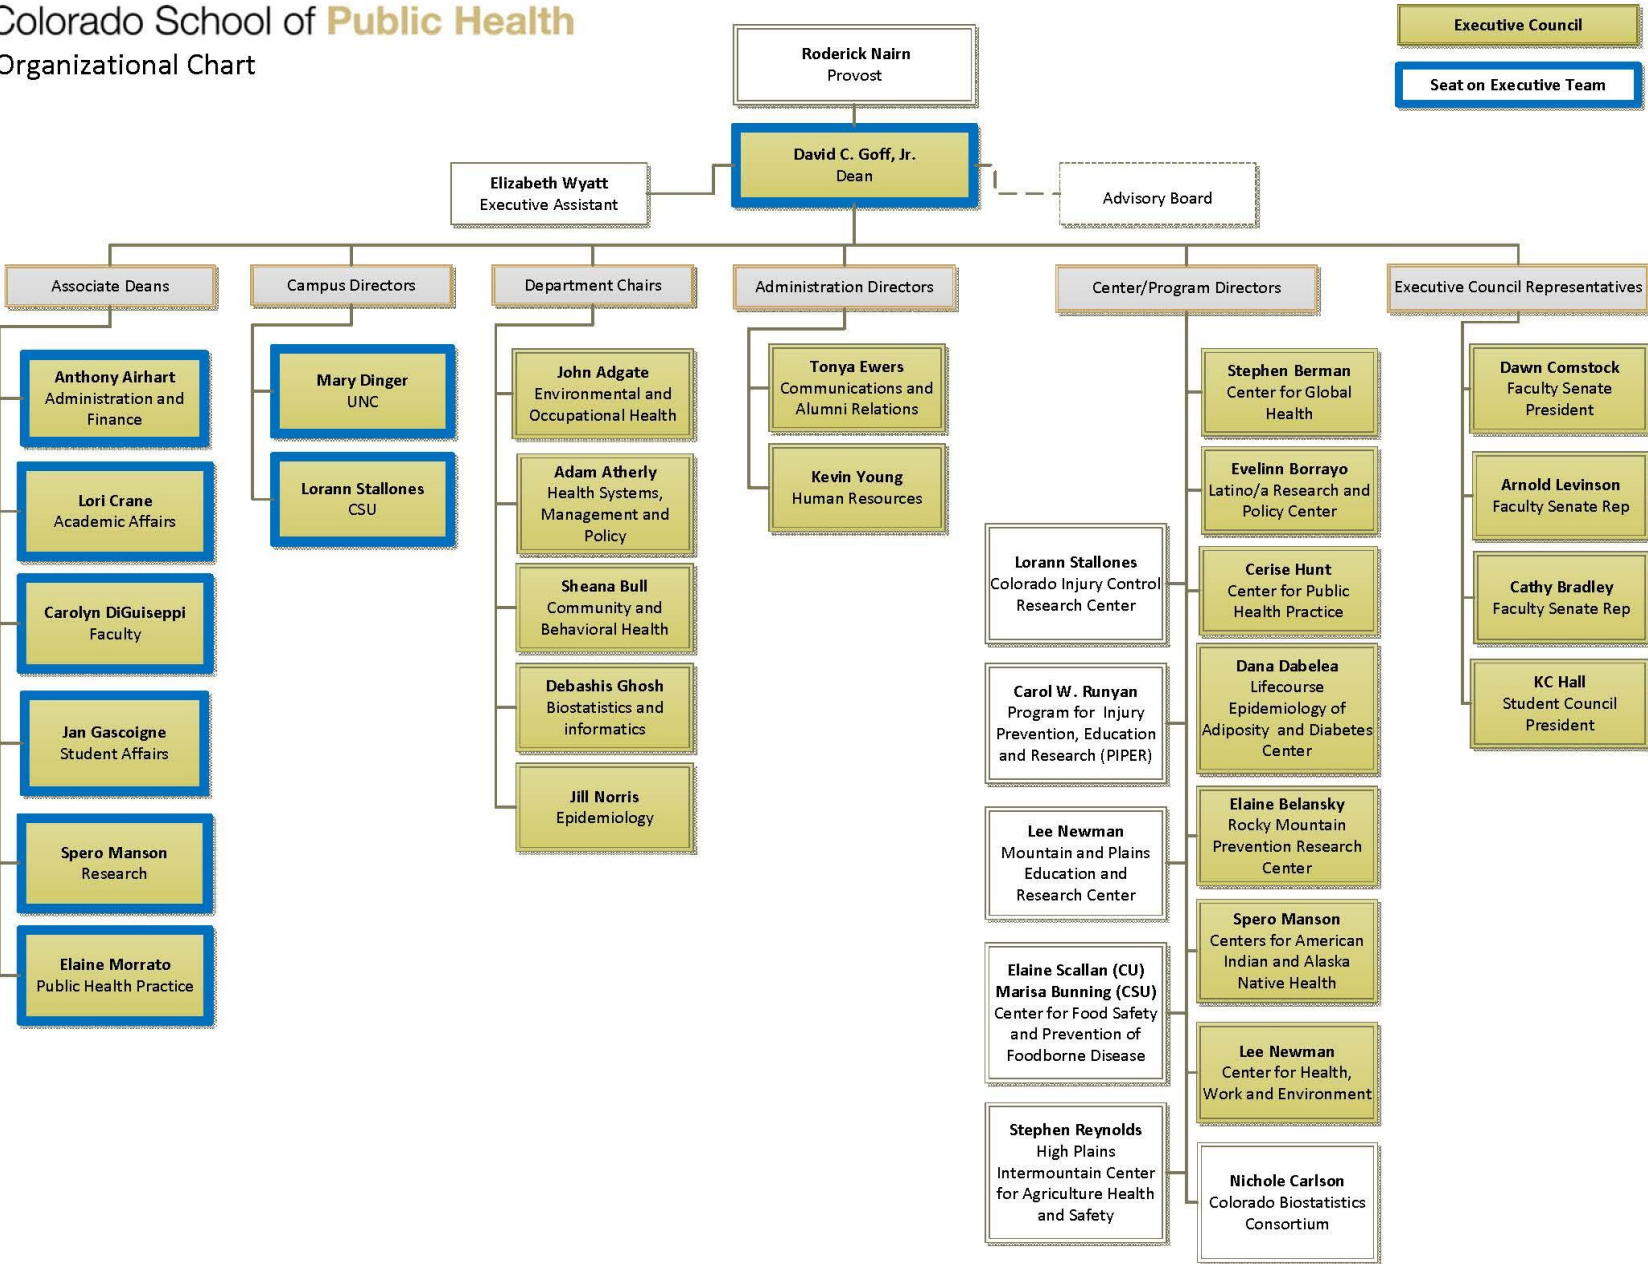 Colorado School of Public Health
Organizational Chart
Executive Council
Seat on Executive Team
Roderick Nairn
Provost
David C. Goff, Jr.
Dean
Elizabeth Wyatt
Executive Assistant
Advisory Board
Associate Deans
Anthony Airhart
Administration and
Finance
Lori Crane
Academic Affairs
Carolyn DiGuiseppi
Faculty
Jan Gascoigne
Student Affairs
Spero Manson
Research
Elaine Morrato
Public Health Practice
Campus Directors
Mary Dinger
UNC
Lorann Stallones
CSU
Department Chairs
John Adgate
Environmental and
Occupational Health
Adam Atherly
Health Systems,
Management and
Policy
Sheana Bull
Community and
Behavioral Health
Debashis Ghosh
Biostatistics and
informatics
Jill Norris
Epidemiology
Administration Directors
Tonya Ewers
Communications and
Alumni Relations
Kevin Young
Human Resources
Center/Program Directors
Lorann Stallones
Colorado Injury Control
Research Center
Carol W. Runyan
Program for Injury
Prevention, Education
and Research (PIPER)
Lee Newman
Mountain and Plains
Education and
Research Center
Elaine Scallan (CU)
Marisa Bunning (CSU)
Center for Food Safety
and Prevention of
Foodborne Disease
Stephen Reynolds
High Plains
Intermountain Center
for Agriculture Health
and Safety
Stephen Berman
Center for Global
Health
Evelinn Borrayo
Latino/a Research and
Policy Center
Cerise Hunt
Center for Public
Health Practice
Dana Dabelea
Lifecourse
Epidemiology of
Adiposity and Diabetes
Center
Elaine Belansky
Rocky Mountain
Prevention Research
Center
Spero Manson
Centers for American
Indian and Alaska
Native Health
Lee Newman
Center for Health,
Work and Environment
Nichole Carlson
Colorado Biostatistics
Consortium
Executive Council Representatives
Dawn Comstock
Faculty Senate
President
Arnold Levinson
Faculty Senate Rep
Cathy Bradley
Faculty Senate Rep
KC Hall
Student Council
President